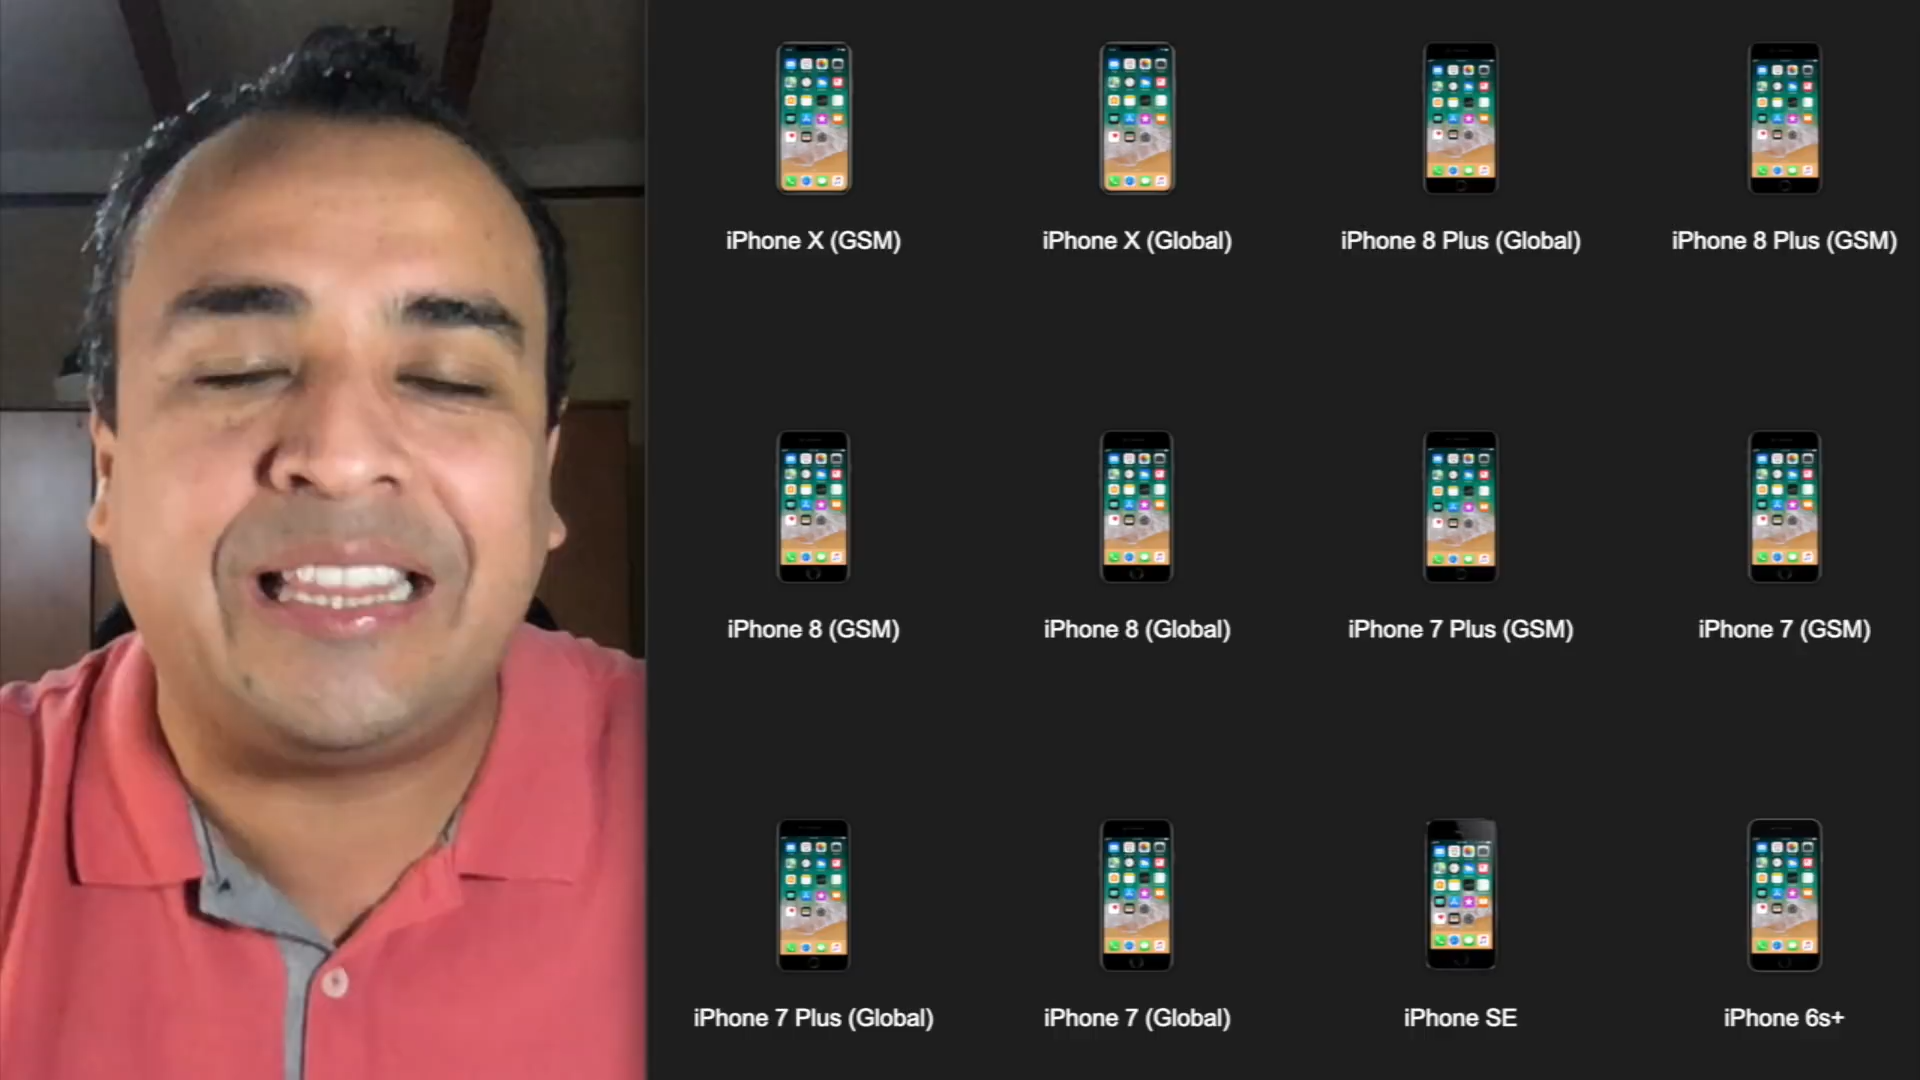 iPhone X (GSM)
iPhone X (Global)
iPhone 8 Plus (Global)
iPhone 8 Plus (GSM)
iPhone 8 (GSM)
iPhone 8 (Global)
iPhone 7 Plus (GSM)
iPhone 7 (GSM)
iPhone 7 Plus (Global)
iPhone 7 (Global)
iPhone SE
iPhone 6s+